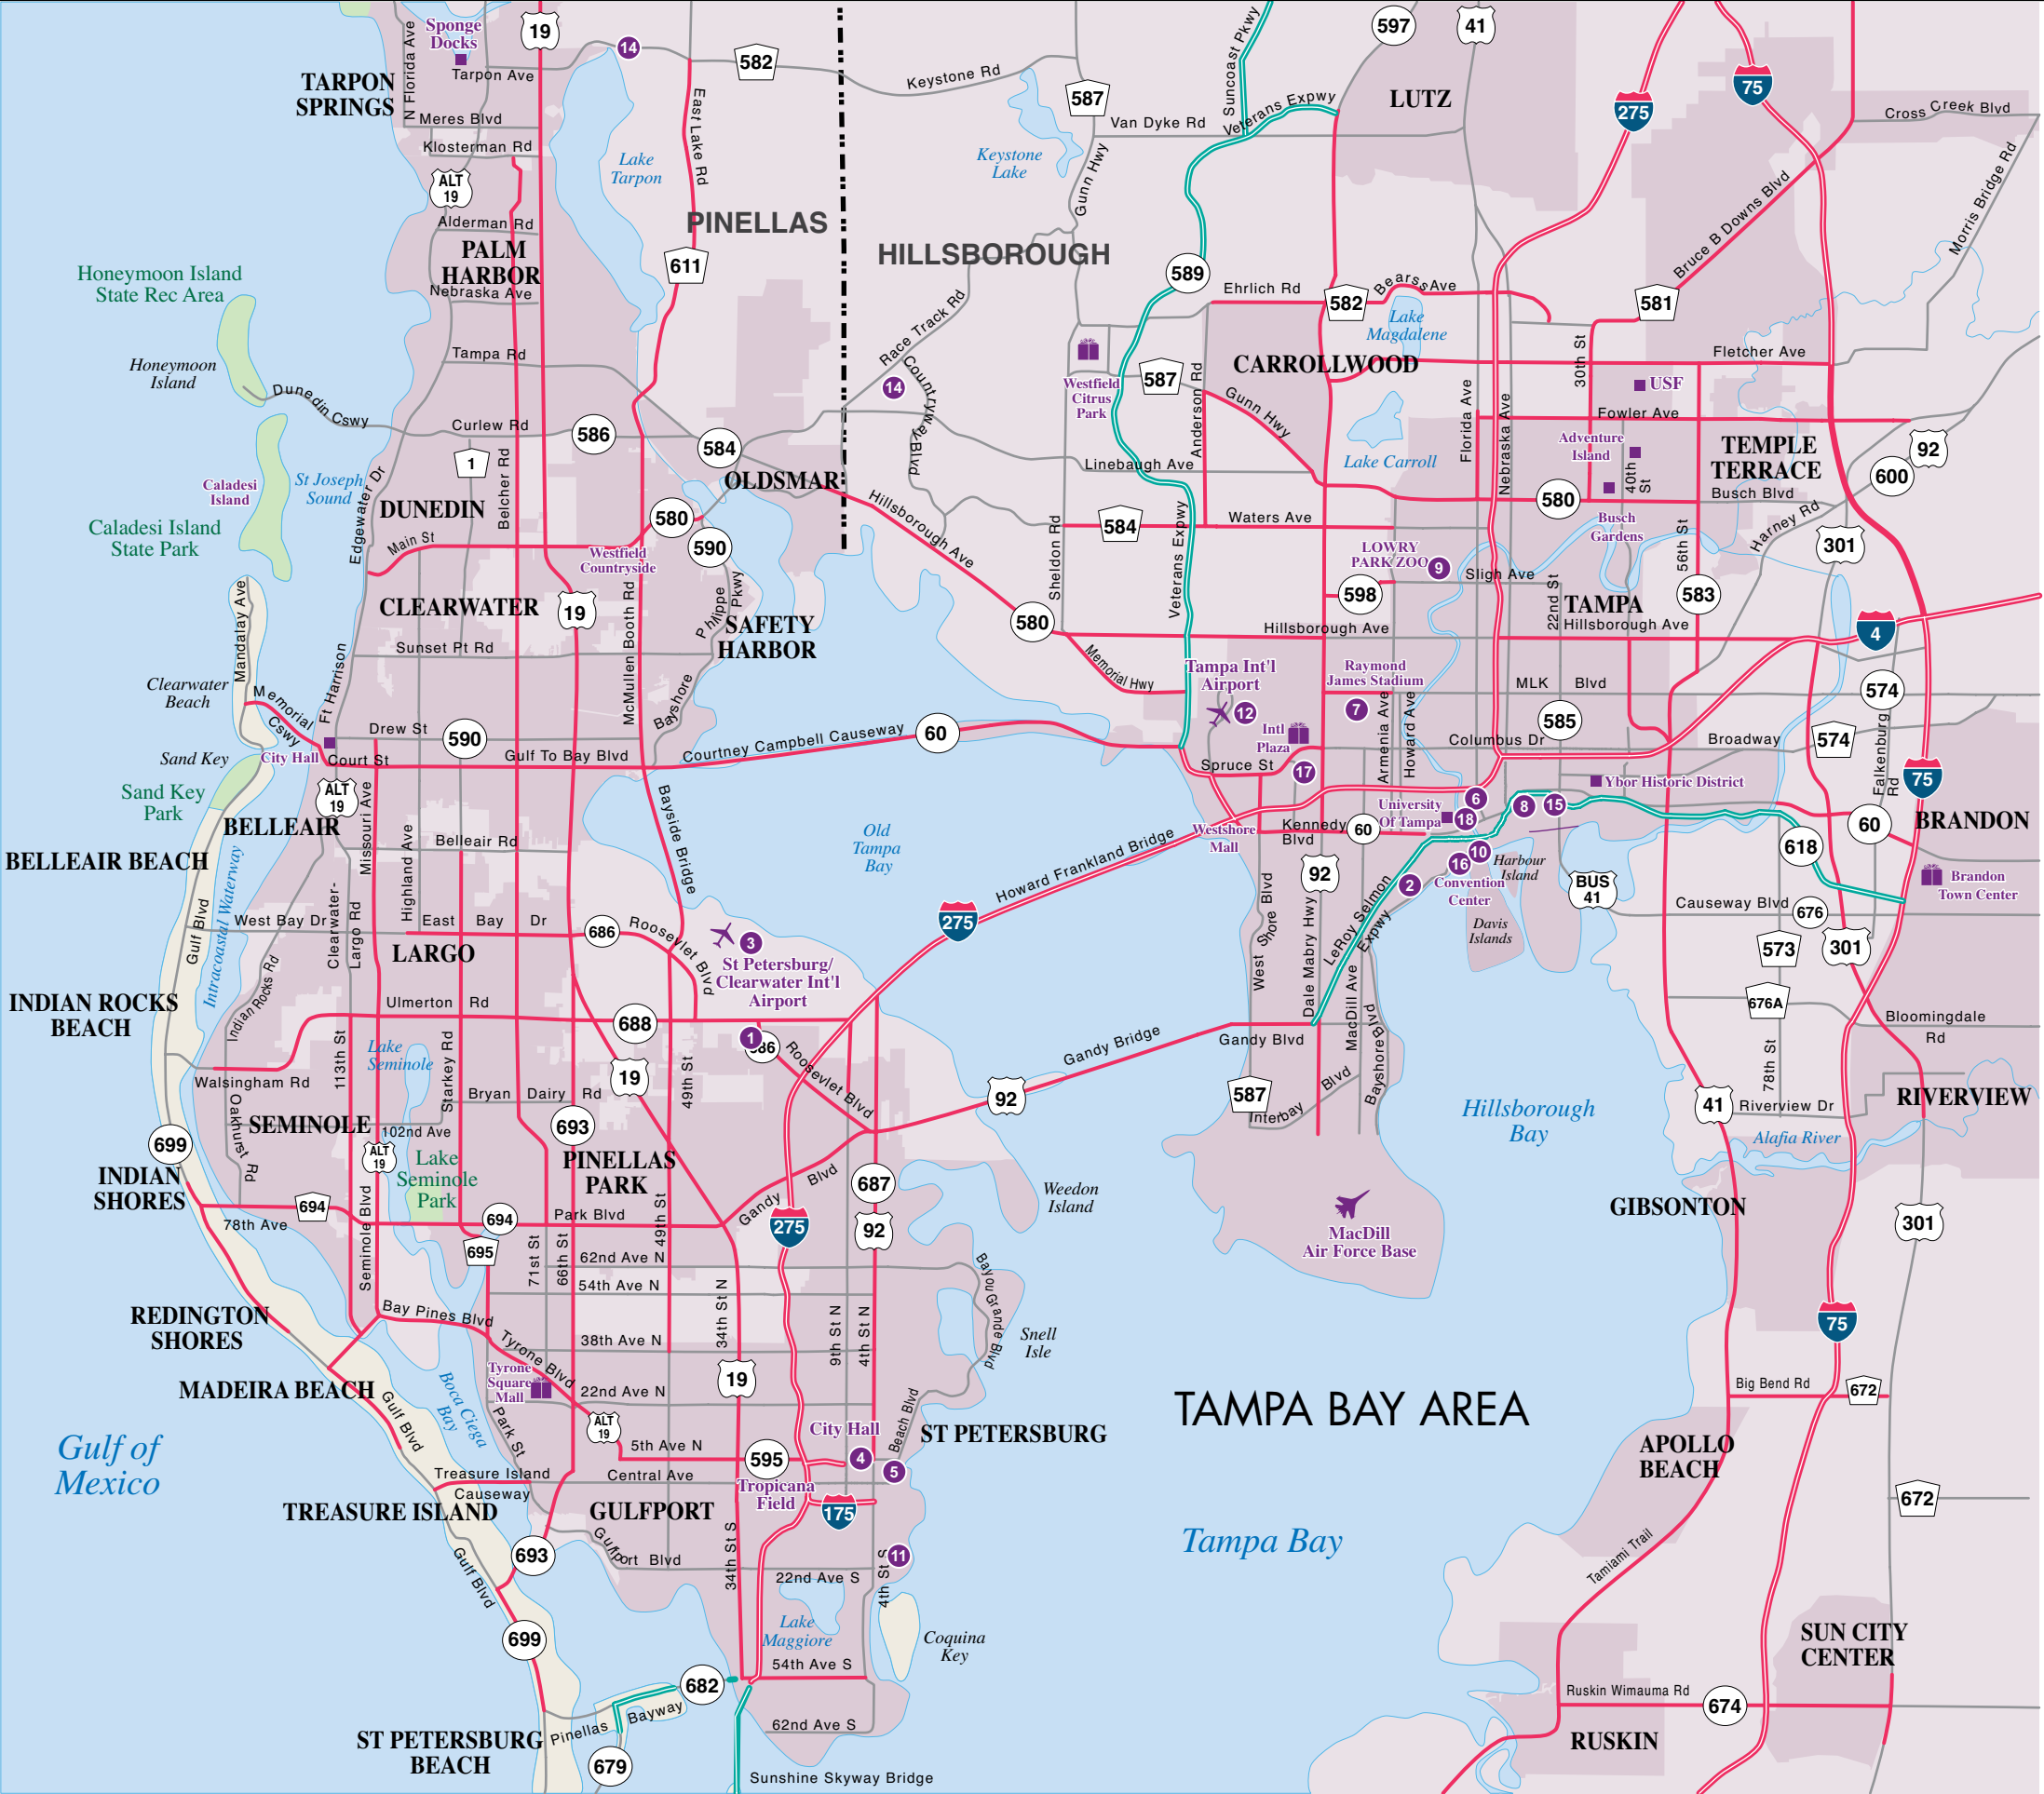 Sponge
Docks
19
14
582
597
41
275
75
TARPON
SPRINGS
N Florida Ave
Tarpon Ave
Meres Blvd
Klosterman Rd
ALT
19
Alderman Rd
PALM
HARBOR
Nebraska Ave
Lake
Tarpon
East Lake Rd
611
PINELLAS
HILLSBOROUGH
Keystone Rd
587
Keystone
Lake
Gunn Hwy
Van Dyke Rd
Suncoast Pkwy
Veterans Expwy
LUTZ
Cross Creek Blvd
Morris Bridge Rd
Bruce B Downs Blvd
589
Ehrlich Rd
582
Bearss Ave
581
Lake
Magdalene
CARROLLWOOD
Fletcher Ave
30th St
USF
Fowler Ave
Honeymoon Island
State Rec Area
Honeymoon
Island
Dunedin Cswy
Tampa Rd
Curlew Rd
586
584
1
Belcher Rd
Race Track Rd
14
Countryway Blvd
Westfield
Citrus
Park
587
Anderson Rd
Gunn Hwy
Linebaugh Ave
Lake Carroll
Florida Ave
Nebraska Ave
Adventure
Island
40th
St
TEMPLE
TERRACE
92
600
Busch Blvd
580
Busch
Gardens
56th St
Harney Rd
301
Caladesi
Island
St Joseph
Sound
Caladesi Island
State Park
Edgewater Dr
DUNEDIN
Main St
OLDSMAR
580
590
Westfield
Countryside
Hillsborough Ave
Sheldon Rd
584
Waters Ave
Veterans Expwy
LOWRY
PARK ZOO
9
598
Sligh Ave
22nd St
TAMPA
Hillsborough Ave
583
4
CLEARWATER
19
McMullen Booth Rd
Philippe
Pkwy
SAFETY
HARBOR
Sunset Pt Rd
Bayshore
580
Hillsborough Ave
Memorial Hwy
Tampa Int'l
Airport
12
Raymond
James Stadium
7
MLK Blvd
574
585
Mandalay Ave
Clearwater
Beach
Memorial
Cswy
Ft Harrison
Sand Key
City Hall
Drew St
590
Court St
Gulf To Bay Blvd
Courtney Campbell Causeway
60
Intl
Plaza
17
Spruce St
Armenia Ave
Howard Ave
Columbus Dr
Broadway
574
Falkenburg
Rd
75
Ybor Historic District
Sand Key
Park
ALT
19
BELLEAIR
Missouri Ave
Highland Ave
Belleair Rd
Bayside Bridge
Old
Tampa
Bay
Howard Frankland Bridge
Westshore
Mall
Kennedy
Blvd
60
University
Of Tampa
6
18
8
15
10
16
2
Convention
Center
Harbour
Island
Davis
Islands
BUS
41
618
60
BRANDON
Brandon
Town Center
BELLEAIR BEACH
Gulf Blvd
Intracoastal Waterway
West Bay Dr
Clearwater-
Largo Rd
East Bay Dr
686
Roosevelt Blvd
3
St Petersburg/
Clearwater Int'l
Airport
275
92
West Shore Blvd
Dale Mabry Hwy
LeRoy Selmon
Expwy
MacDill Ave
Bayshore Blvd
Causeway Blvd
676
573
301
676A
Bloomingdale
Rd
LARGO
INDIAN ROCKS
BEACH
Indian Rocks Rd
Ulmerton Rd
688
1
Roosevelt Blvd
Gandy Bridge
Gandy Blvd
587
Interbay
Blvd
78th St
41
Riverview Dr
RIVERVIEW
Alafia River
Walsingham Rd
113th St
Lake
Seminole
Starkey Rd
Bryan Dairy Rd
19
49th St
92
Hillsborough
Bay
SEMINOLE
102nd Ave
Oakhurst Rd
ALT
19
693
Lake
Seminole
Park
PINELLAS
PARK
699
INDIAN
SHORES
694
78th Ave
Seminole Blvd
694
695
Park Blvd
71st St
66th St
49th St
Gandy Blvd
687
275
92
Weedon
Island
MacDill
Air Force Base
GIBSONTON
301
62nd Ave N
54th Ave N
34th St N
9th St N
4th St N
Bayou Grande Blvd
Snell
Isle
75
REDINGTON
SHORES
Bay Pines Blvd
Tyrone Blvd
38th Ave N
19
MADEIRA BEACH
Gulf Blvd
Boca Ciega
Bay
Tyrone
Square
Mall
22nd Ave N
ALT
19
Park St
City Hall
4
5
Beach Blvd
ST PETERSBURG
TAMPA BAY AREA
Big Bend Rd
672
APOLLO
BEACH
672
Gulf of
Mexico
5th Ave N
595
Central Ave
Tropicana
Field
175
Treasure Island
Causeway
TREASURE ISLAND
GULFPORT
Gulfport Blvd
34th St S
22nd Ave S
4th St S
11
Tampa Bay
Tamiami Trail
693
Gulf Blvd
699
Lake
Maggiore
54th Ave S
Coquina
Key
SUN CITY
CENTER
682
Pinellas Bayway
62nd Ave S
679
ST PETERSBURG
BEACH
Sunshine Skyway Bridge
Ruskin Wimauma Rd
674
RUSKIN